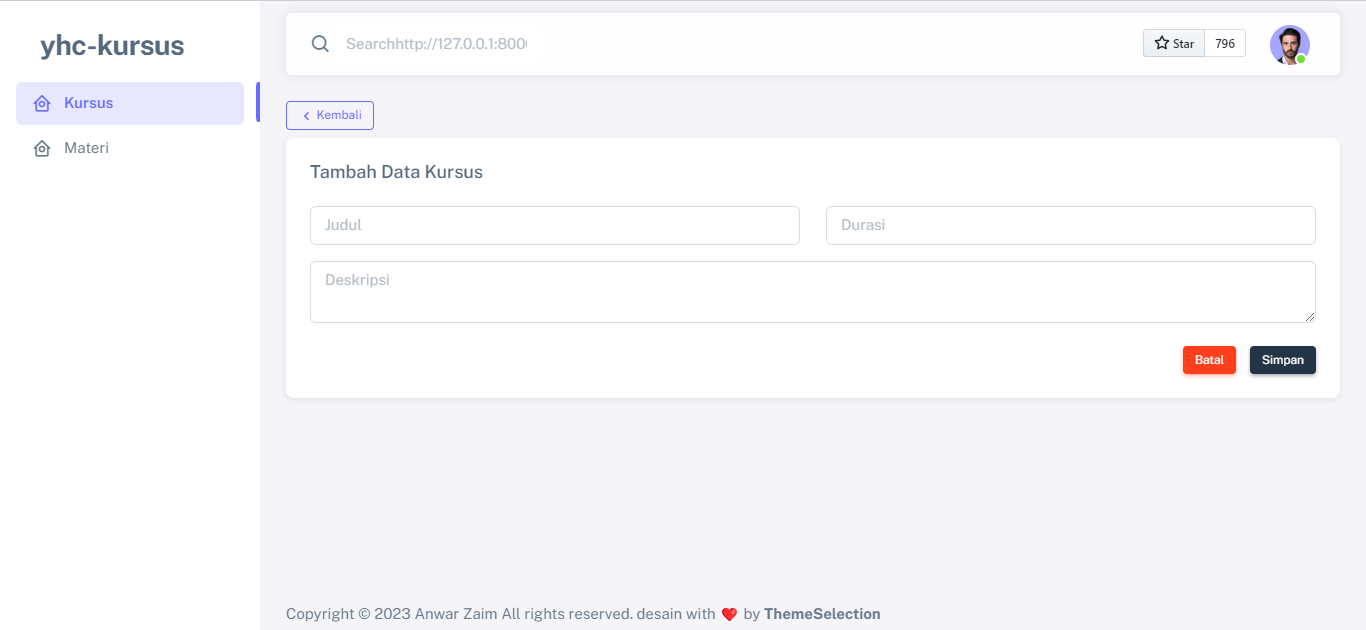 yhc-kursus
Kursus
Materi
Searchhttp://127.0.0.1:800
Star 796
Kembali
Tambah Data Kursus
Judul Durasi
Deskripsi
Batal Simpan
Copyright © 2023 Anwar Zaim All rights reserved. desain with ❤️ by ThemeSelection